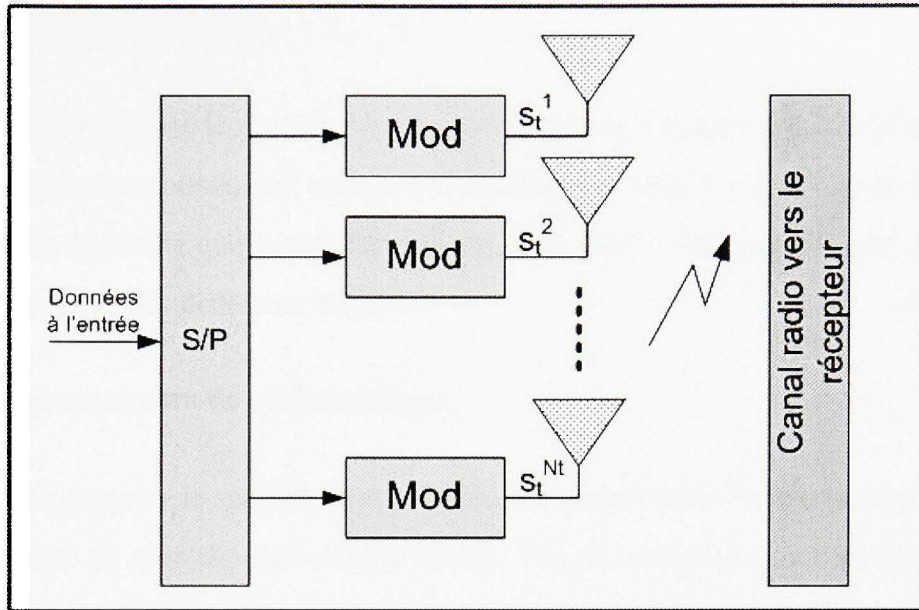 Données
à l'entrée
S/P
Mod
s_t^1
Mod
s_t^2
Mod
s_t^Nt
Canal radio vers le
récepteur